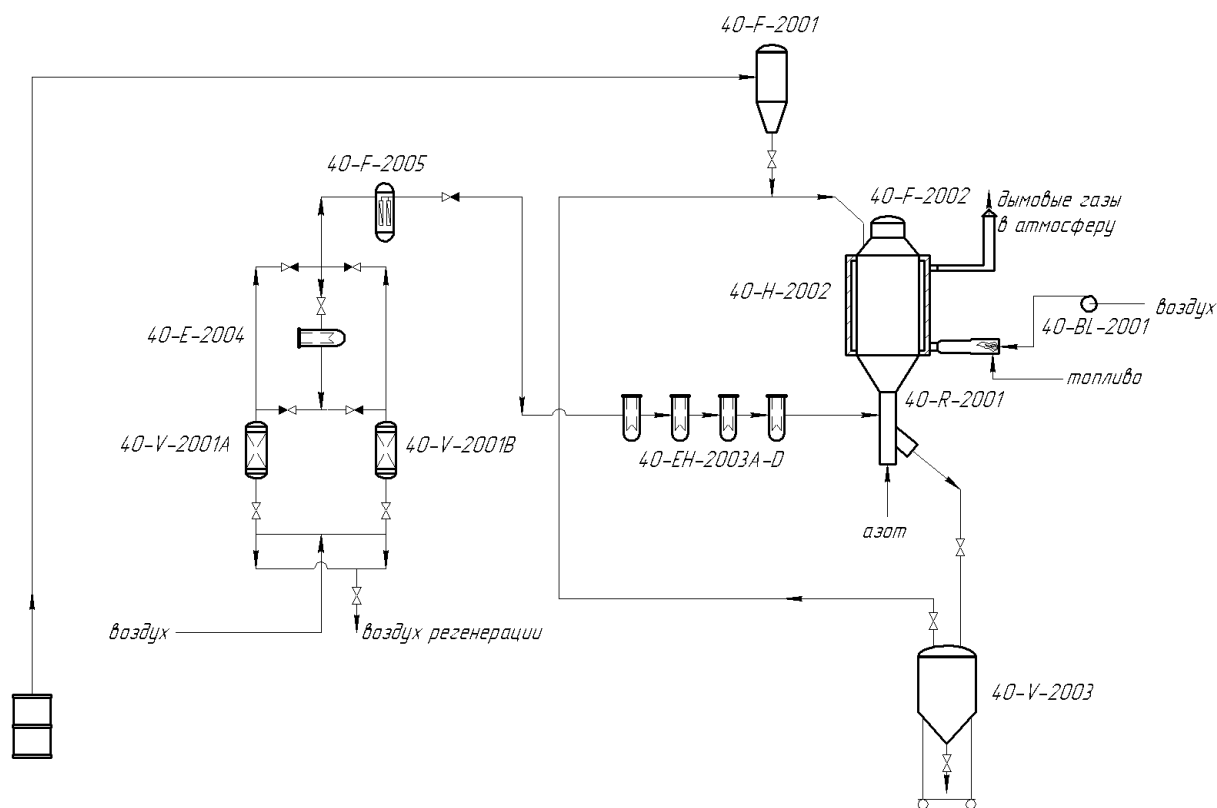 40-F-2001
40-F-2005
40-F-2002
дымовые газы
в атмосферу
40-H-2002
40-E-2004
40-BL-2001
воздух
топливо
40-R-2001
40-V-2001A
40-V-2001B
40-EH-2003A-D
азот
воздух
воздух регенерации
40-V-2003